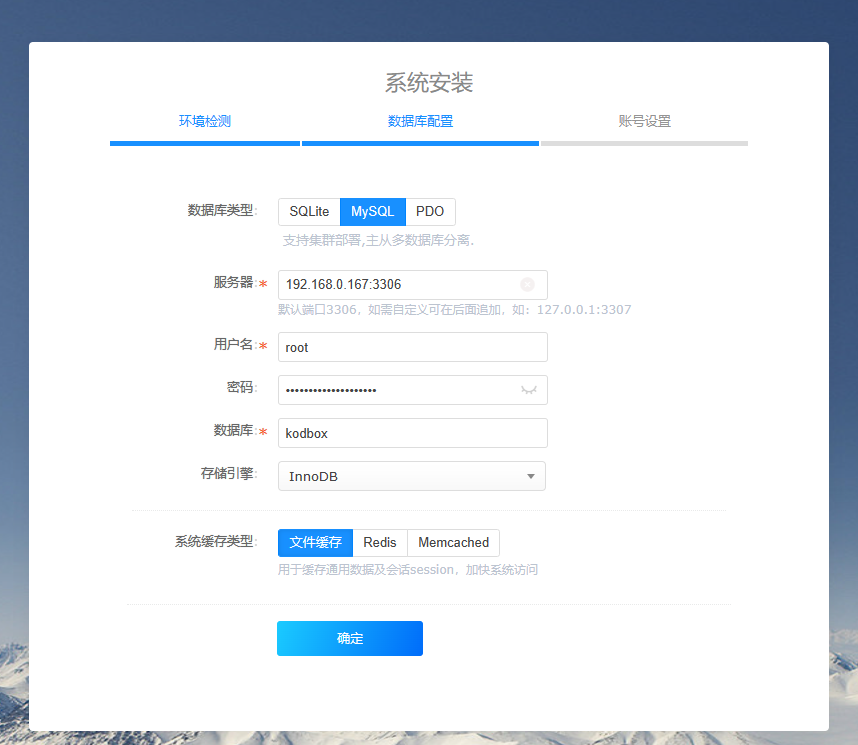 系统安装
环境检测 数据库配置 账号设置
数据库类型: SQLite MySQL PDO
支持集群部署,主从多数据库分离.
服务器:* 192.168.0.167:3306
默认端口3306，如需自定义可在后面追加，如：127.0.0.1:3307
用户名:* root
密码: ••••••••••••••••••••
数据库:* kodbox
存储引擎: InnoDB
系统缓存类型: 文件缓存 Redis Memcached
用于缓存通用数据及会话session，加快系统访问
确定